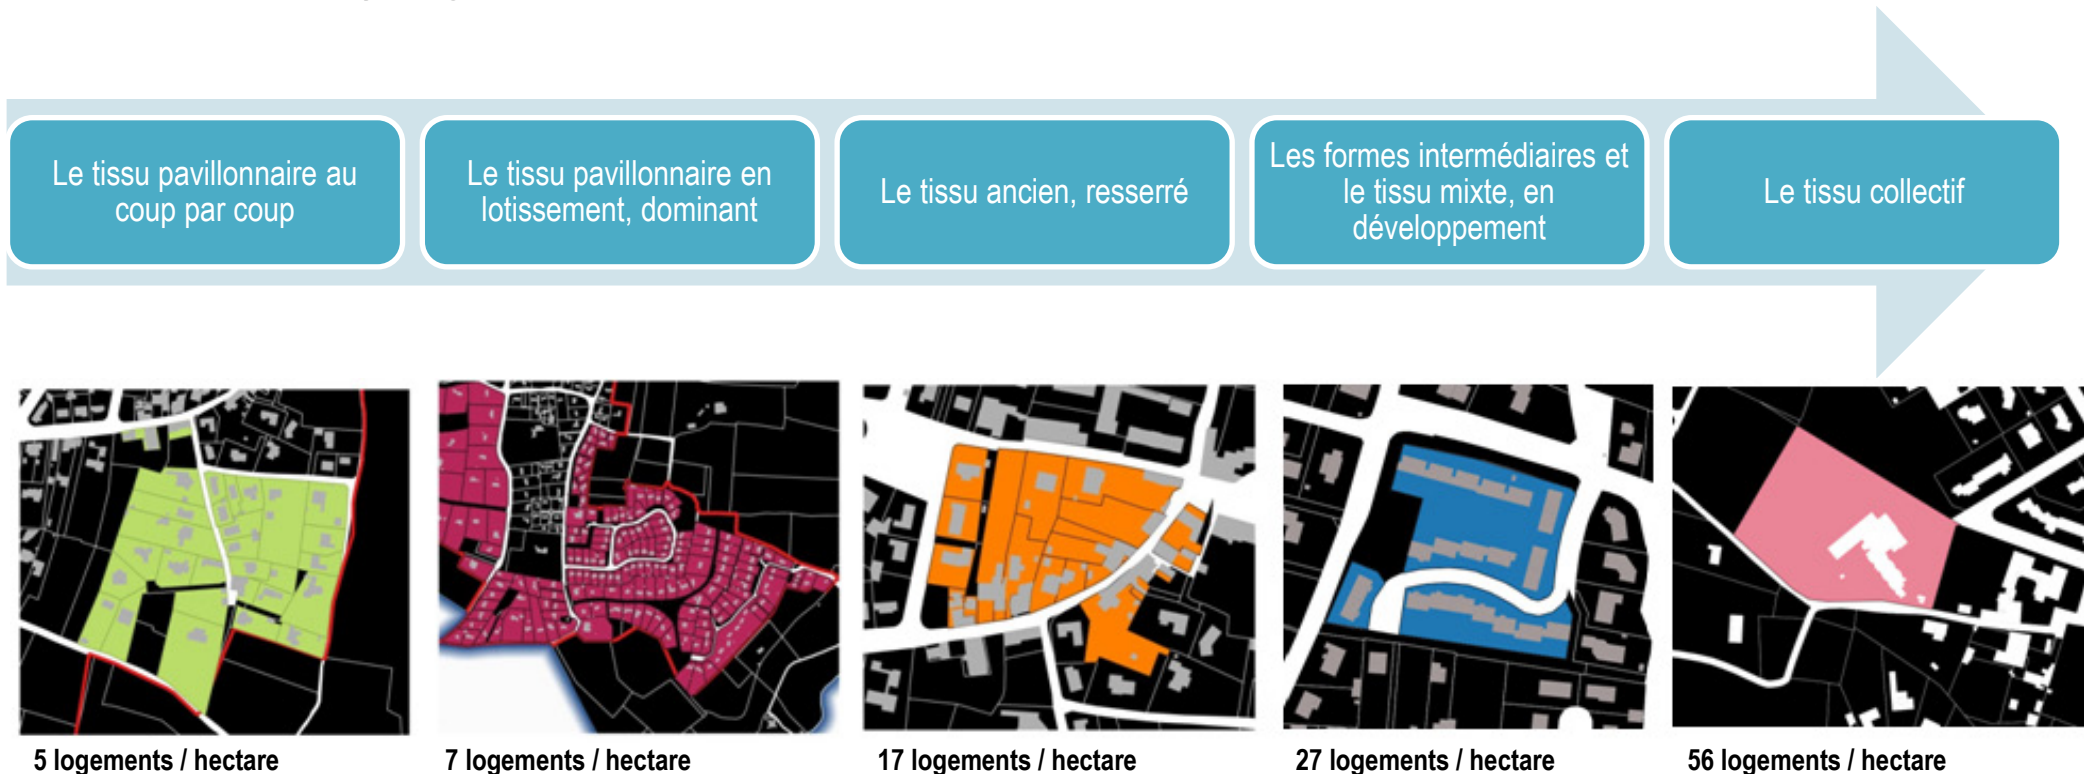 Le tissu pavillonnaire au
coup par coup
Le tissu pavillonnaire en
lotissement, dominant
Le tissu ancien, resserré
Les formes intermédiaires et
le tissu mixte, en
développement
Le tissu collectif
5 logements / hectare
7 logements / hectare
17 logements / hectare
27 logements / hectare
56 logements / hectare